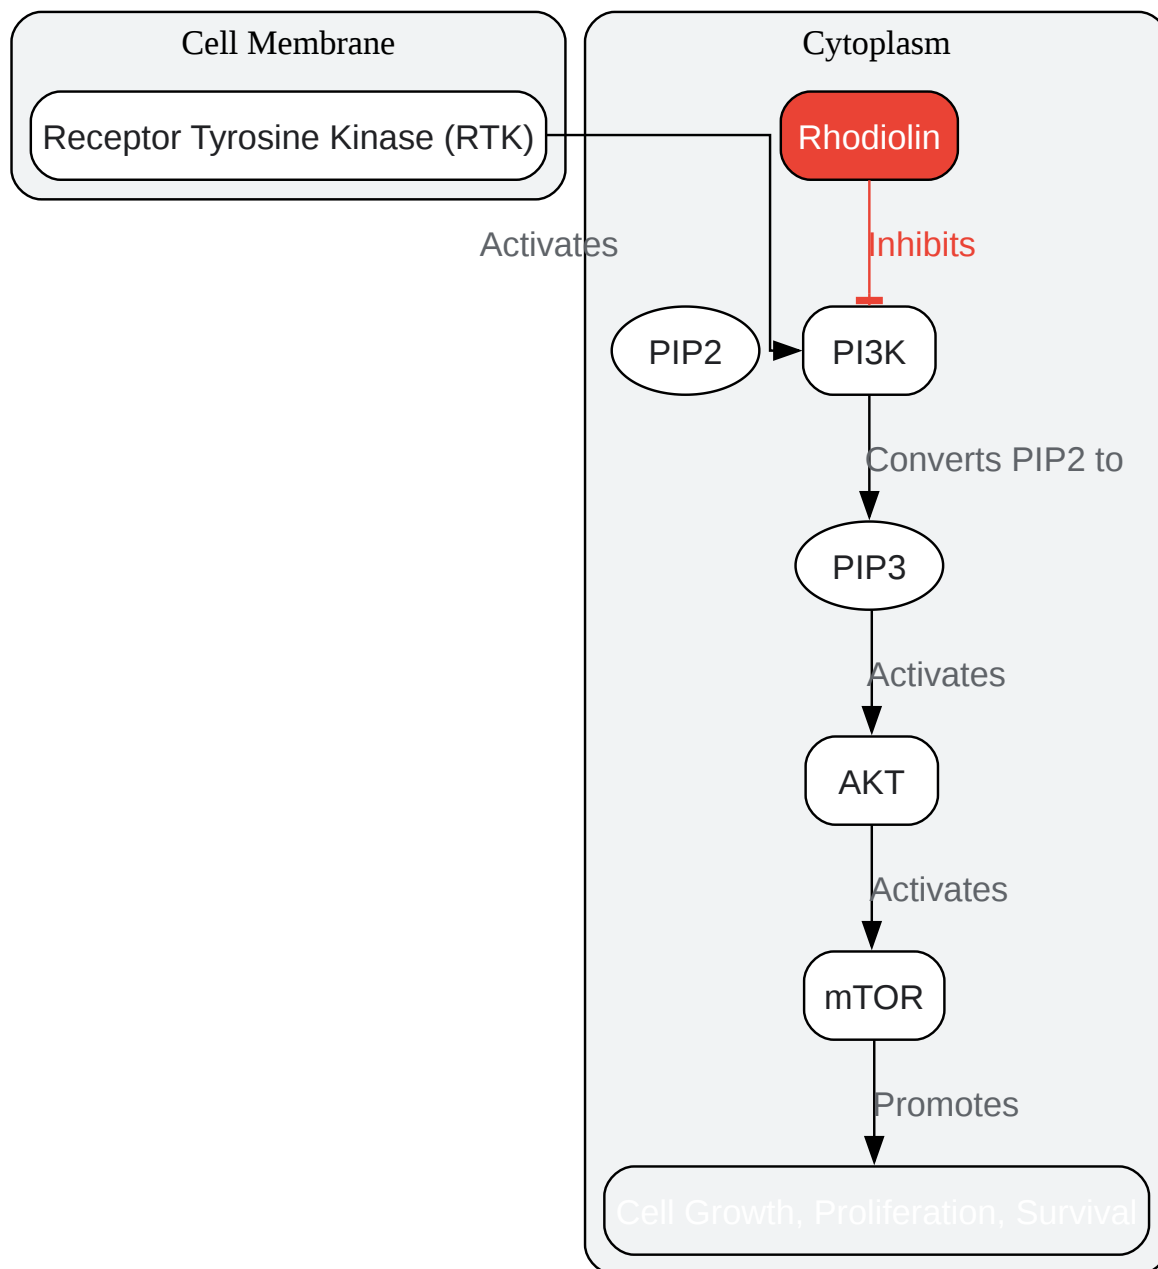 Cell Membrane
Cytoplasm
Receptor Tyrosine Kinase (RTK)
Rhodiolin
Activates
Inhibits
PIP2
PI3K
Converts PIP2 to
PIP3
Activates
AKT
Activates
mTOR
Promotes
Cell Growth, Proliferation, Survival